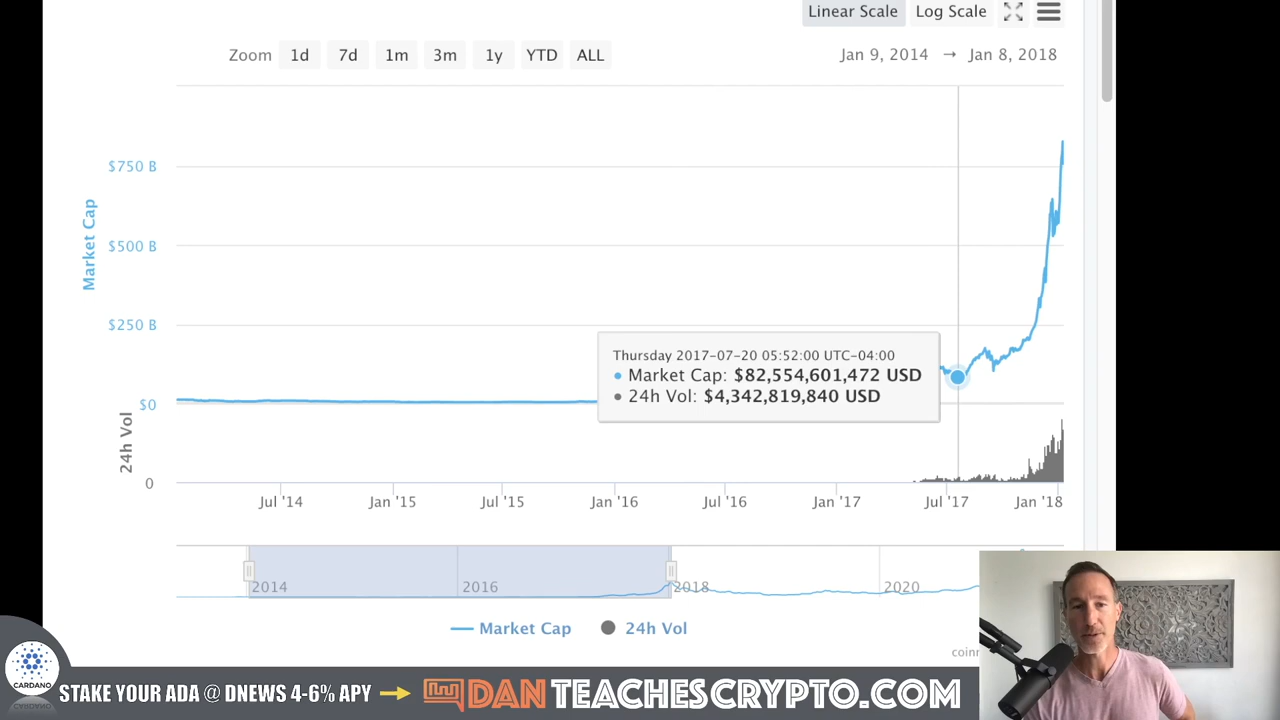 Linear Scale Log Scale
Zoom 1d 7d 1m 3m 1y YTD ALL Jan 9, 2014 → Jan 8, 2018
$750 B
$500 B
$250 B
$0
Market Cap
24h Vol
0
Thursday 2017-07-20 05:52:00 UTC-04:00
● Market Cap: $82,554,601,472 USD
● 24h Vol: $4,342,819,840 USD
Jul '14 Jan '15 Jul '15 Jan '16 Jul '16 Jan '17 Jul '17 Jan '18
2014 2016 2018 2020
Market Cap 24h Vol
CARDANO
STAKE YOUR ADA @ DNEWS 4-6% APY → DANTEACHESCRYPTO.COM